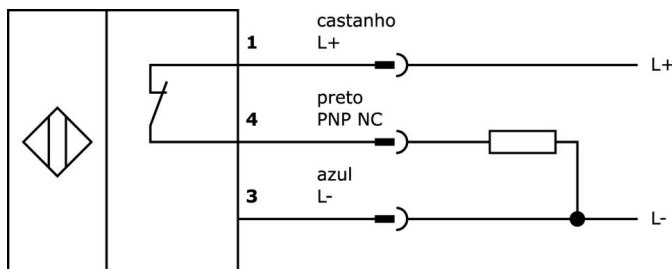 castanho
1 L+ L+
preto
4 PNP NC
azul
3 L- L-